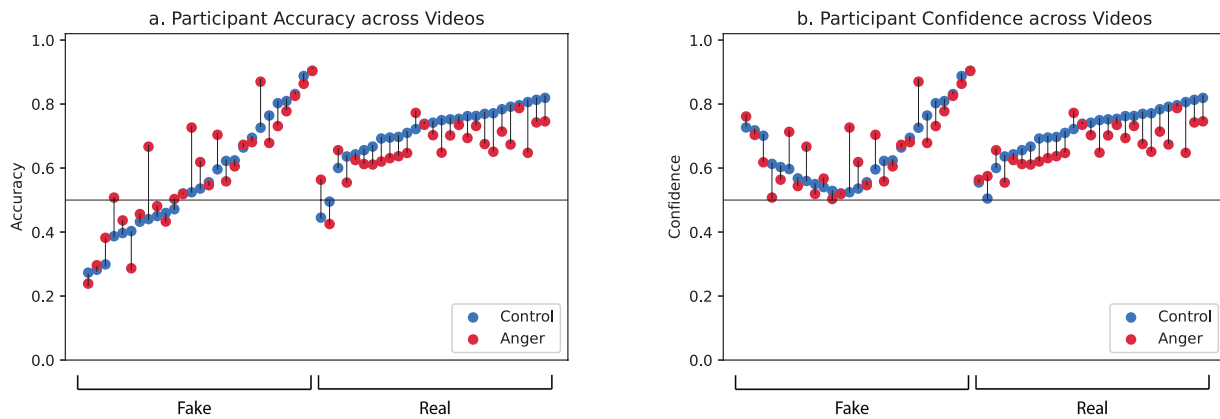 a. Participant Accuracy across Videos
1.0
0.8
0.6
0.4
0.2
0.0
Accuracy
Control
Anger
Fake
Real
b. Participant Confidence across Videos
1.0
0.8
0.6
0.4
0.2
0.0
Confidence
Control
Anger
Fake
Real